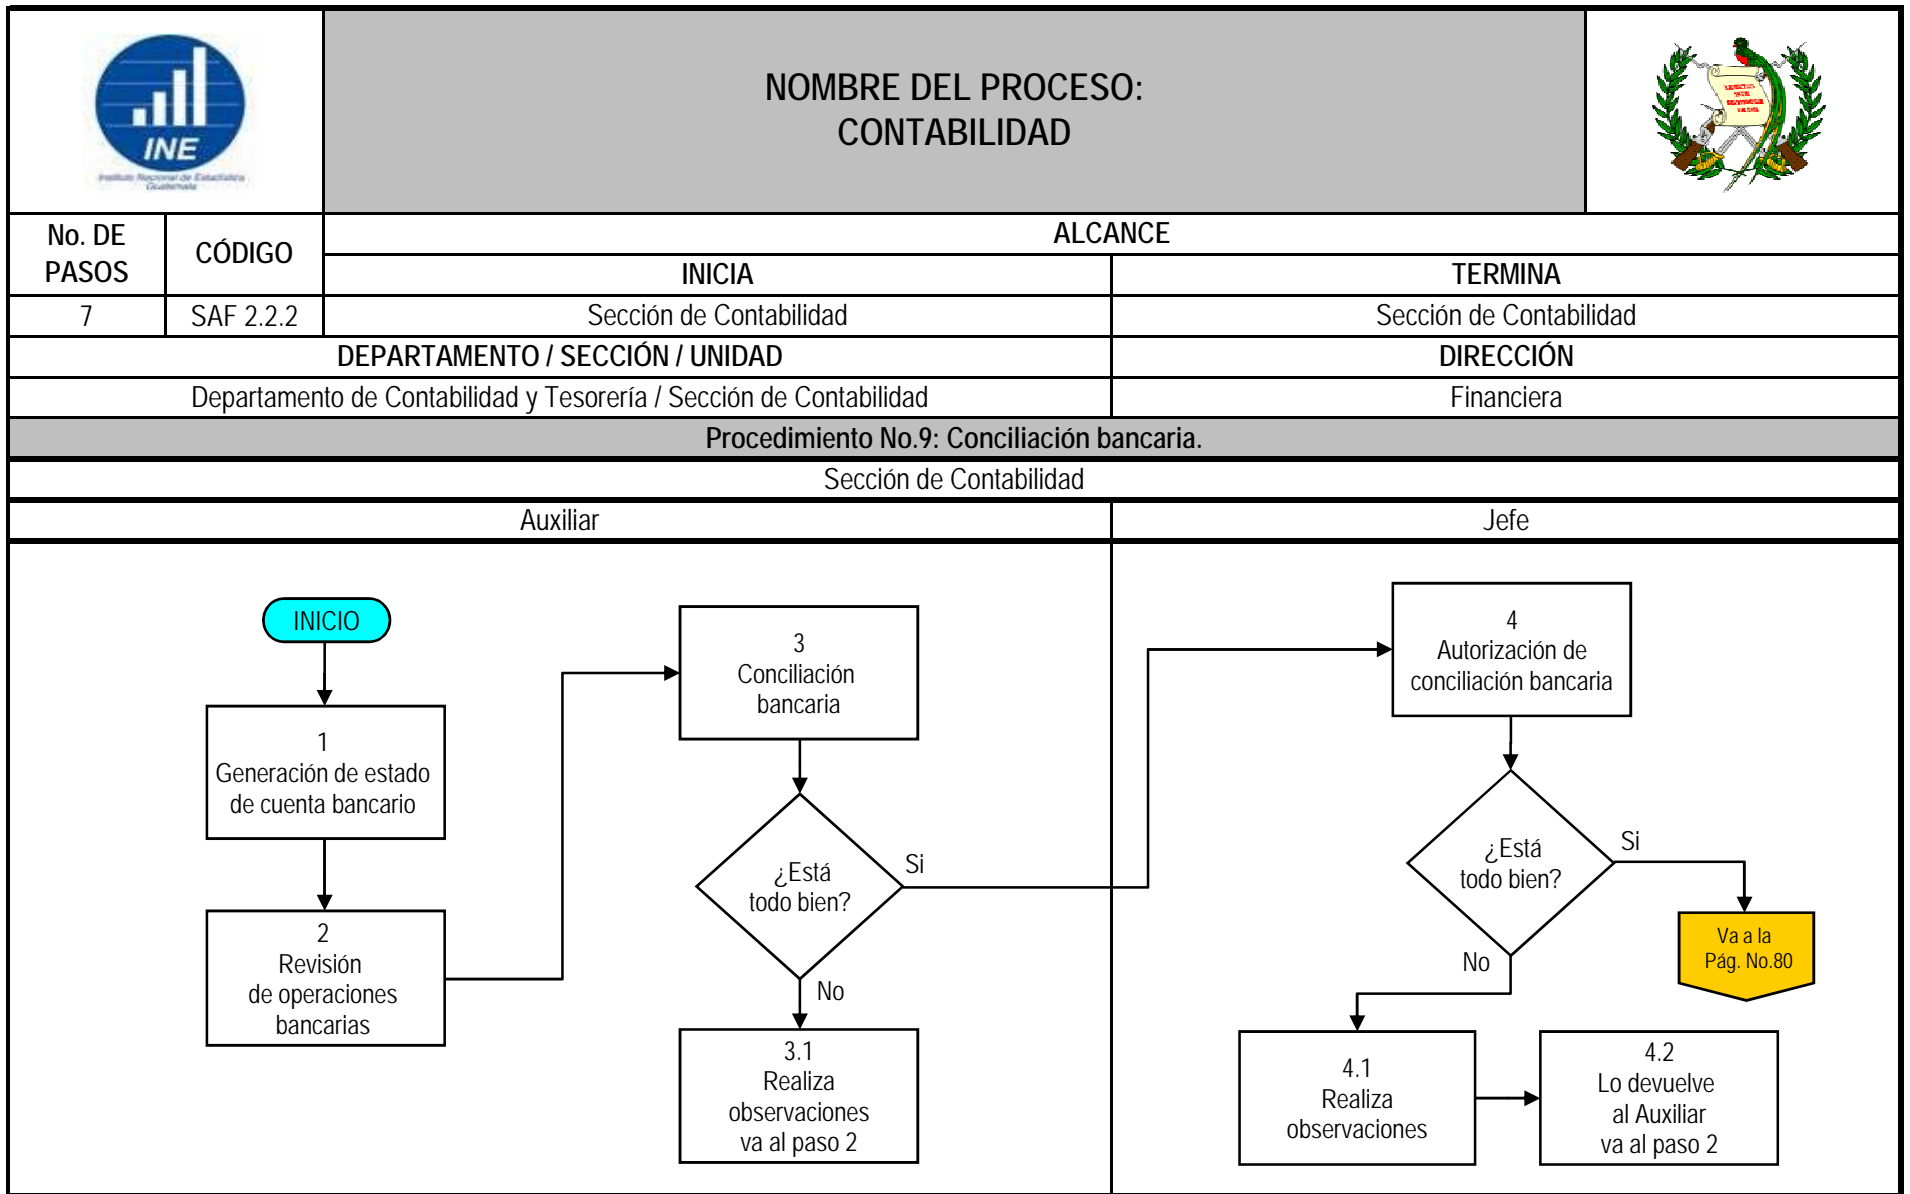 INE
Instituto Nacional de Estadística
Guatemala
NOMBRE DEL PROCESO:
CONTABILIDAD
No. DE
PASOS
CÓDIGO
ALCANCE
INICIA
TERMINA
7
SAF 2.2.2
Sección de Contabilidad
Sección de Contabilidad
DEPARTAMENTO / SECCIÓN / UNIDAD
DIRECCIÓN
Departamento de Contabilidad y Tesorería / Sección de Contabilidad
Financiera
Procedimiento No.9: Conciliación bancaria.
Sección de Contabilidad
Auxiliar
Jefe
INICIO
1
Generación de estado
de cuenta bancario
2
Revisión
de operaciones
bancarias
3
Conciliación
bancaria
¿Está
todo bien?
Si
No
3.1
Realiza
observaciones
va al paso 2
4
Autorización de
conciliación bancaria
¿Está
todo bien?
Si
No
Va a la
Pág. No.80
4.1
Realiza
observaciones
4.2
Lo devuelve
al Auxiliar
va al paso 2